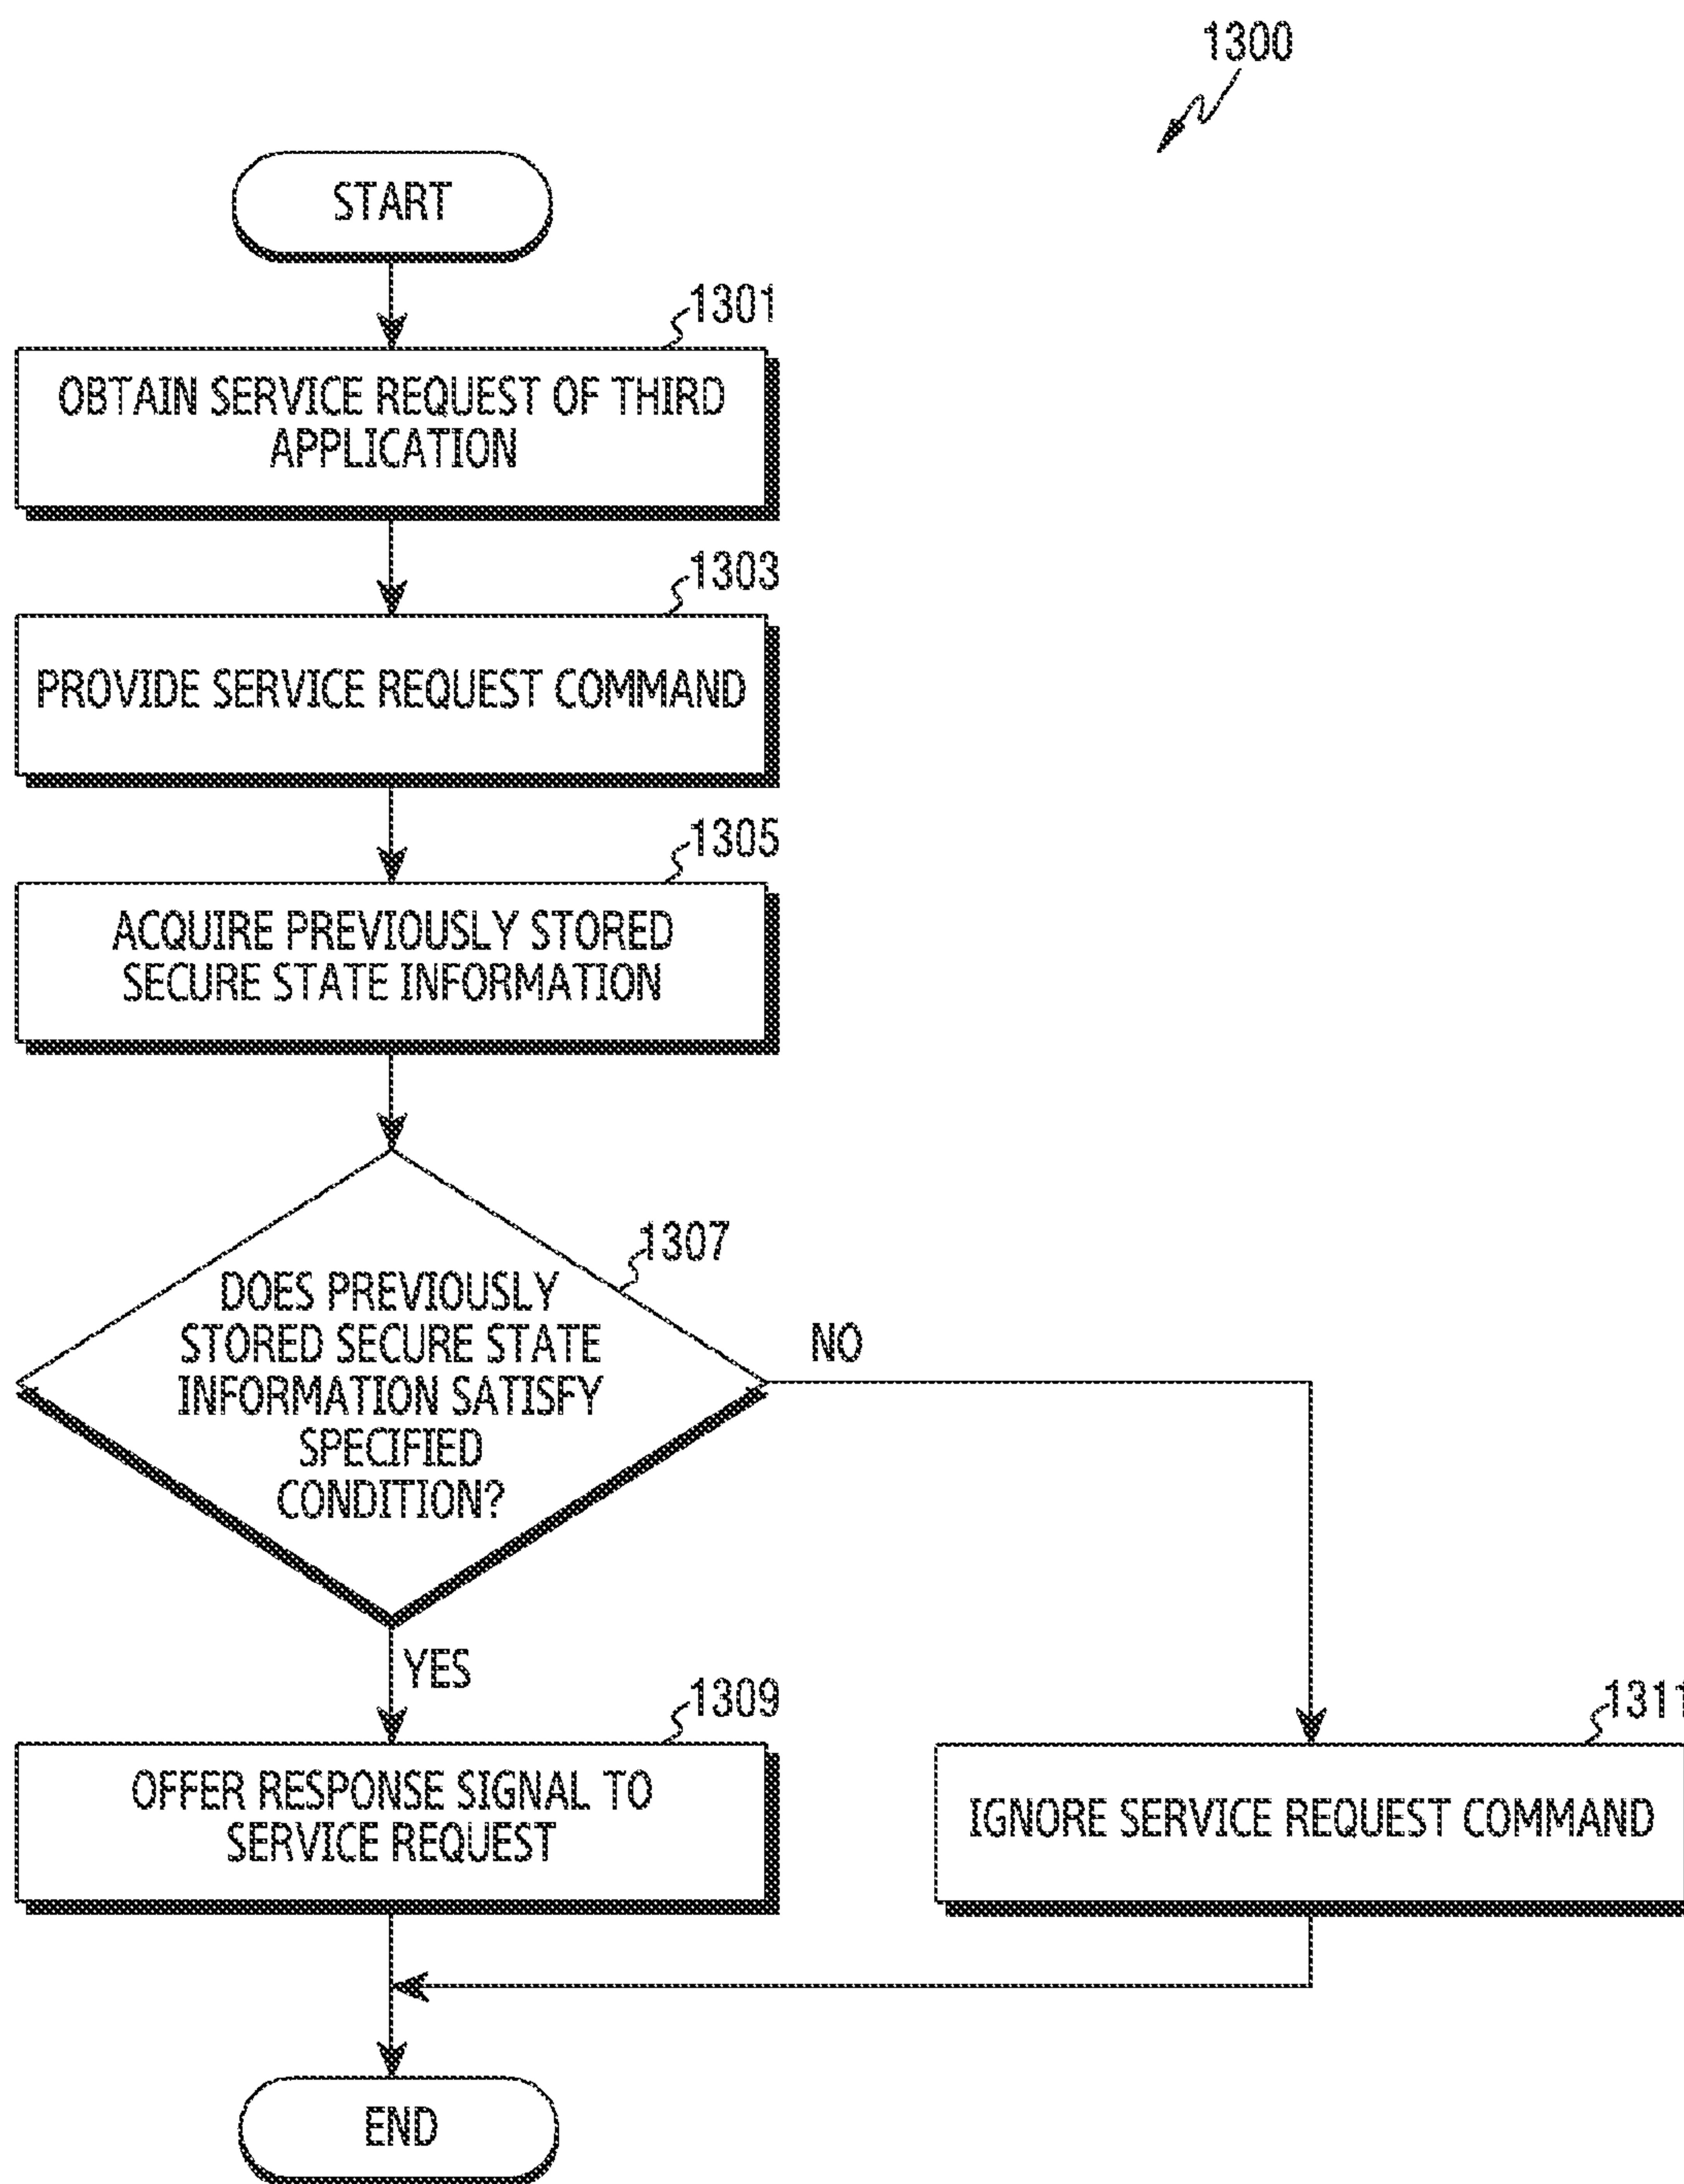 1300
START
1301
OBTAIN SERVICE REQUEST OF THIRD
APPLICATION
1303
PROVIDE SERVICE REQUEST COMMAND
1305
ACQUIRE PREVIOUSLY STORED
SECURE STATE INFORMATION
1307
DOES PREVIOUSLY
STORED SECURE STATE
INFORMATION SATISFY
SPECIFIED
CONDITION?
NO
YES
1309
OFFER RESPONSE SIGNAL TO
SERVICE REQUEST
1311
IGNORE SERVICE REQUEST COMMAND
END